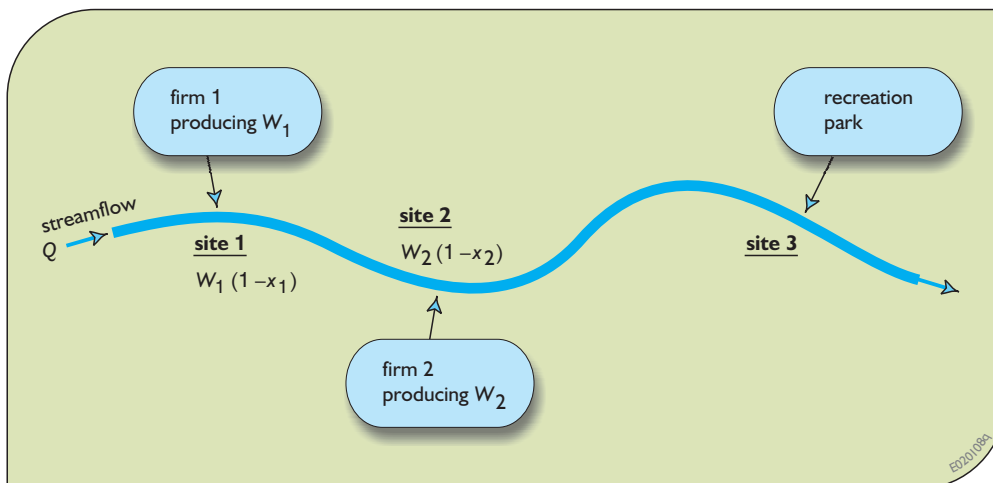 firm 1
producing W₁
recreation
park
streamflow
Q
site 1
W₁ (1 –x₁)
site 2
W₂ (1 –x₂)
site 3
firm 2
producing W₂
E020108q